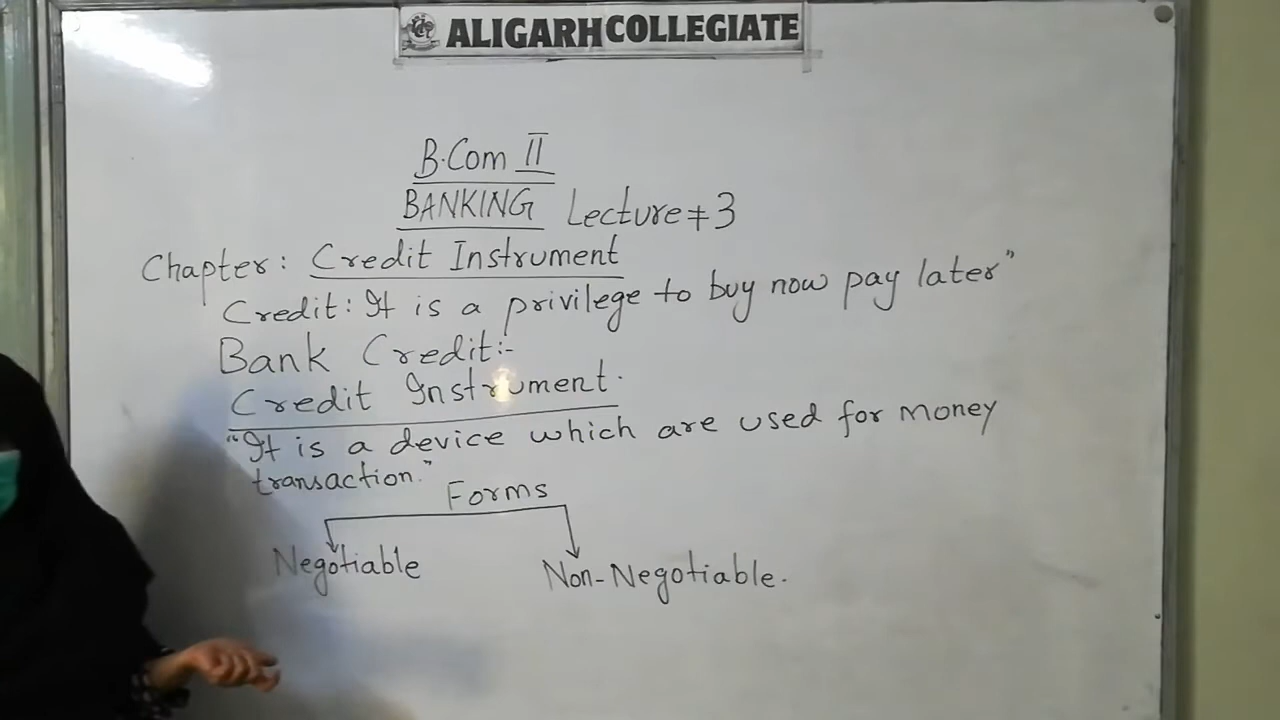 ALIGARH COLLEGIATE
B.Com II
BANKING Lecture # 3
Chapter: Credit Instrument
Credit: It is a privilege to buy now pay later"
Bank Credit:-
Credit Instrument.
"It is a device which are used for money
transaction."
Forms
Negotiable Non-Negotiable.